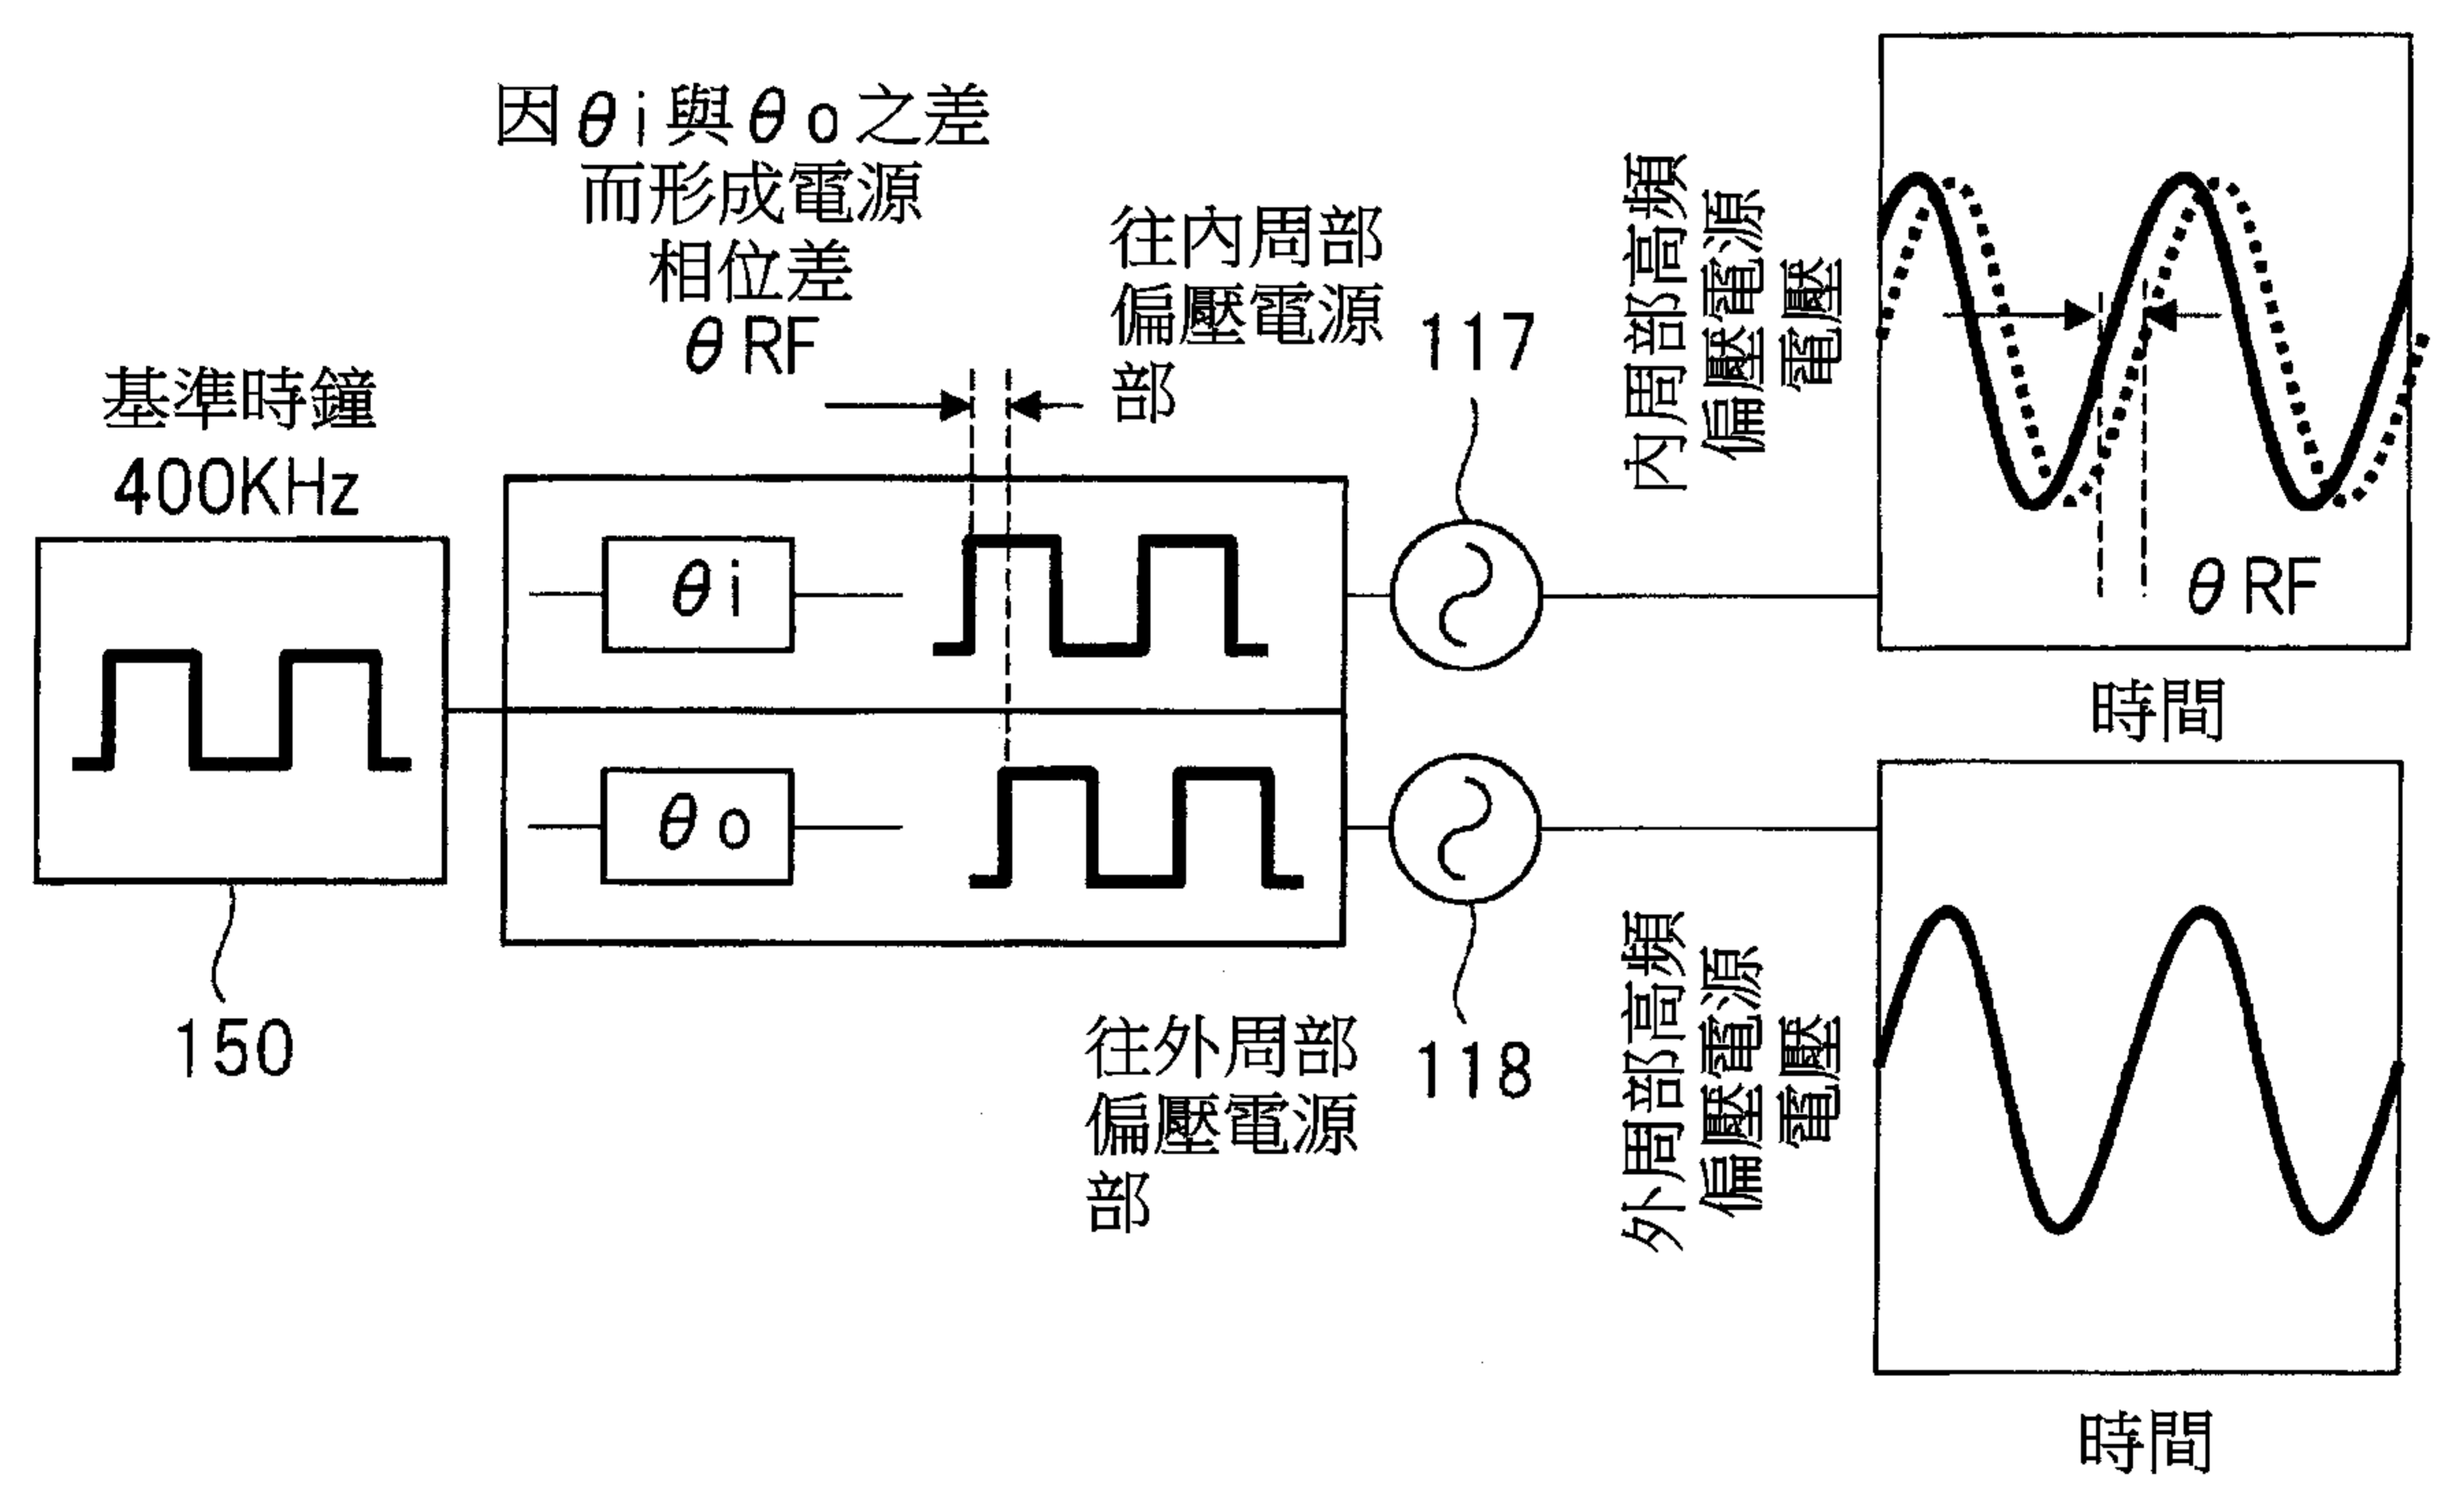 因θi與θo之差
而形成電源
相位差
θRF
往內周部
偏壓電源
部
117
基準時鐘
400KHz
θi
θo
150
往外周部
偏壓電源
部
118
內周部高頻
偏壓電源
電壓
θRF
時間
外周部高頻
偏壓電源
電壓
時間